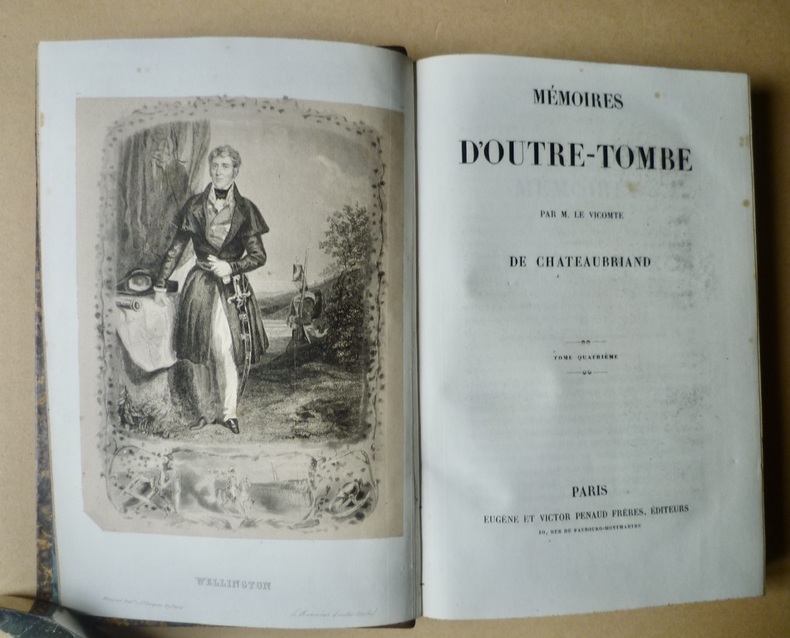 WELLINGTON
MÉMOIRES
D'OUTRE-TOMBE
PAR M. LE VICOMTE
DE CHATEAUBRIAND
TOME QUATRIÈME
PARIS
EUGÈNE ET VICTOR PENAUD FRÈRES, ÉDITEURS
10, RUE DU FAUBOURG-MONTMARTRE